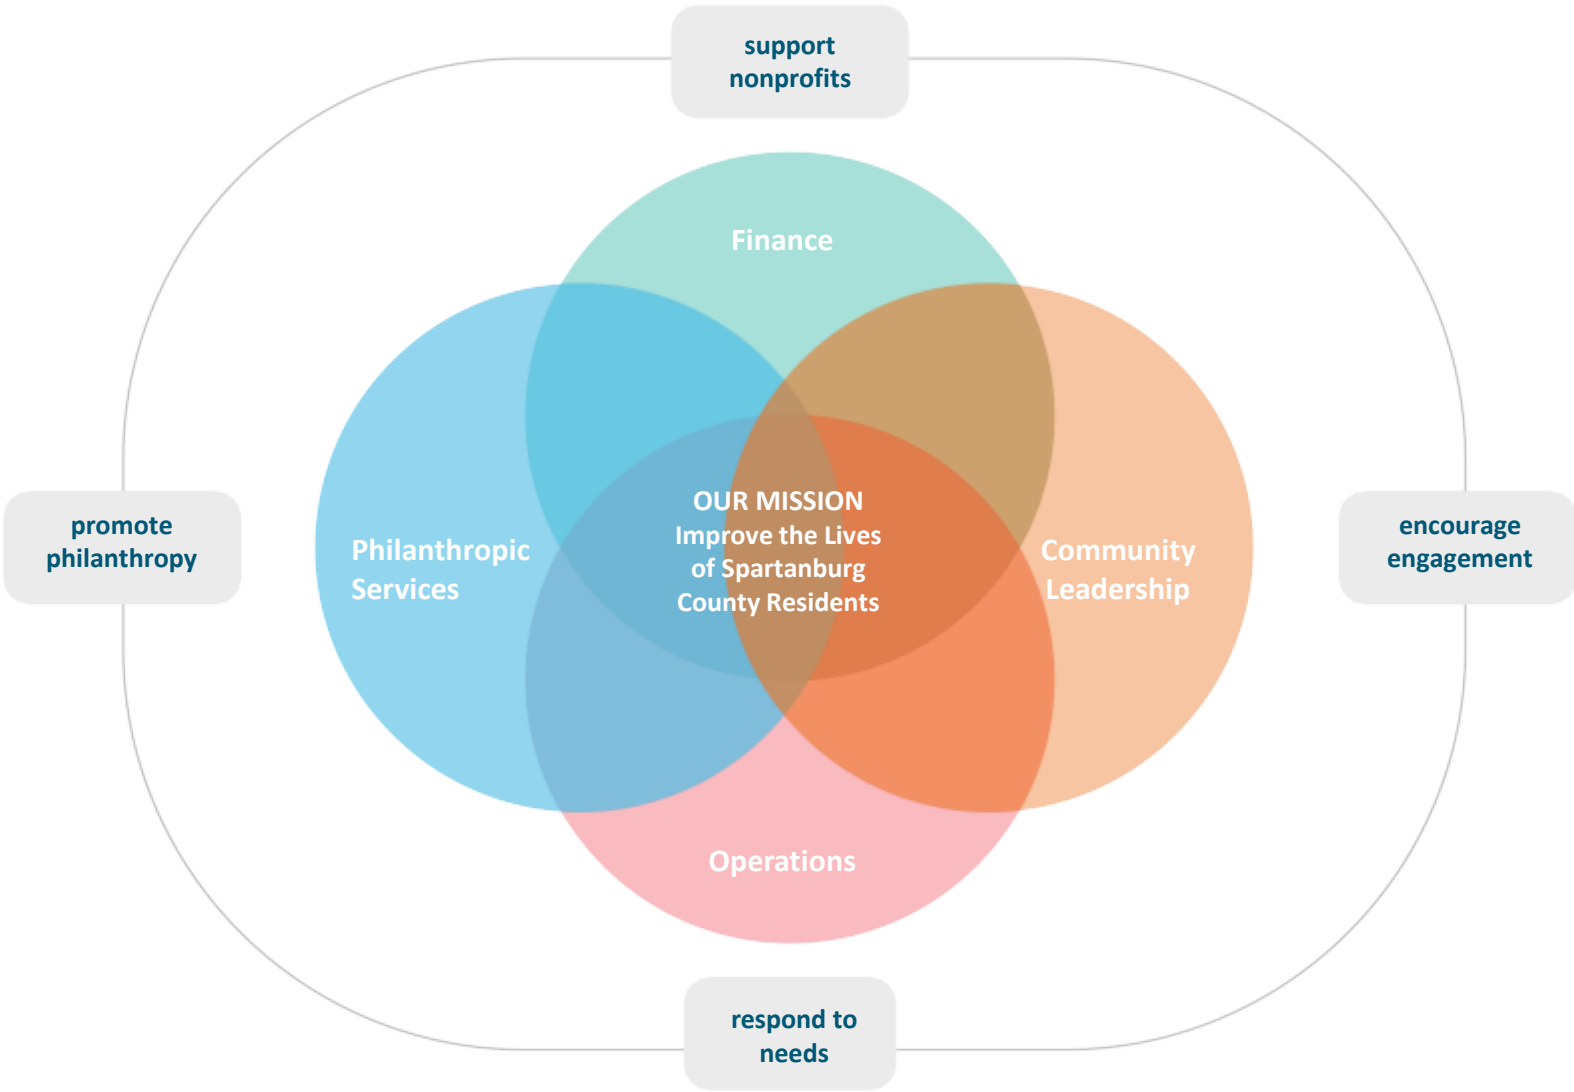 support
nonprofits
Finance
promote
philanthropy
Philanthropic
Services
OUR MISSION
Improve the Lives
of Spartanburg
County Residents
Community
Leadership
encourage
engagement
Operations
respond to
needs